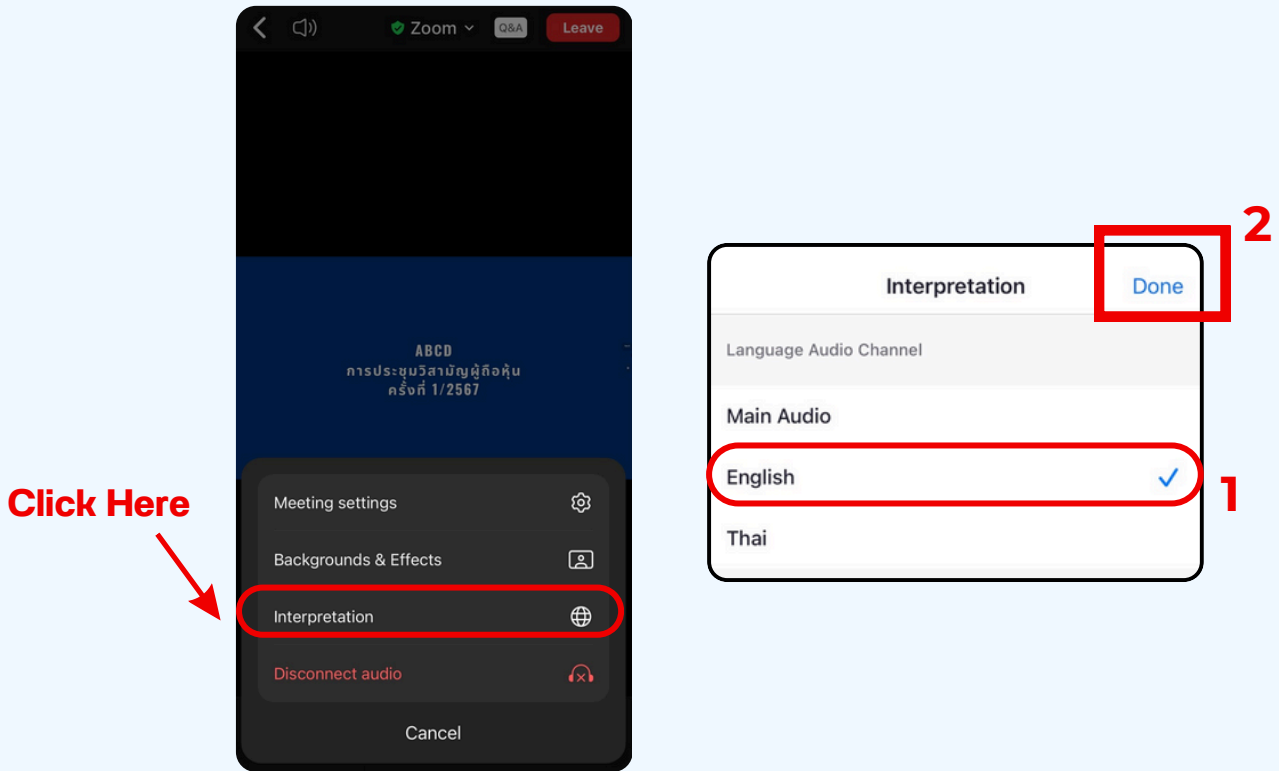 Zoom
Q&A
Leave
ABCD
การประชุมวิสามัญผู้ถือหุ้น
ครั้งที่ 1/2567
Click Here
Meeting settings
Backgrounds & Effects
Interpretation
Disconnect audio
Cancel
2
Interpretation
Done
Language Audio Channel
Main Audio
English
1
Thai